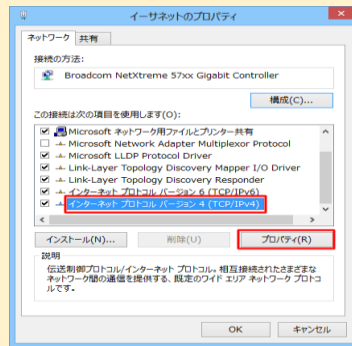 イーサネットのプロパティ
ネットワーク 共有
接続の方法:
Broadcom NetXtreme 57xx Gigabit Controller
構成(C)...
この接続は次の項目を使用します(O):
Microsoft ネットワーク用ファイルとプリンター共有
Microsoft Network Adapter Multiplexor Protocol
Microsoft LLDP Protocol Driver
Link-Layer Topology Discovery Mapper I/O Driver
Link-Layer Topology Discovery Responder
インターネット プロトコル バージョン 6 (TCP/IPv6)
インターネット プロトコル バージョン 4 (TCP/IPv4)
インストール(N)... 削除(U) プロパティ(R)
説明
伝送制御プロトコル/インターネット プロトコル。相互接続されたさまざまな
ネットワーク間の通信を提供する、既定のワイド エリア ネットワーク プロトコ
ルです。
OK キャンセル